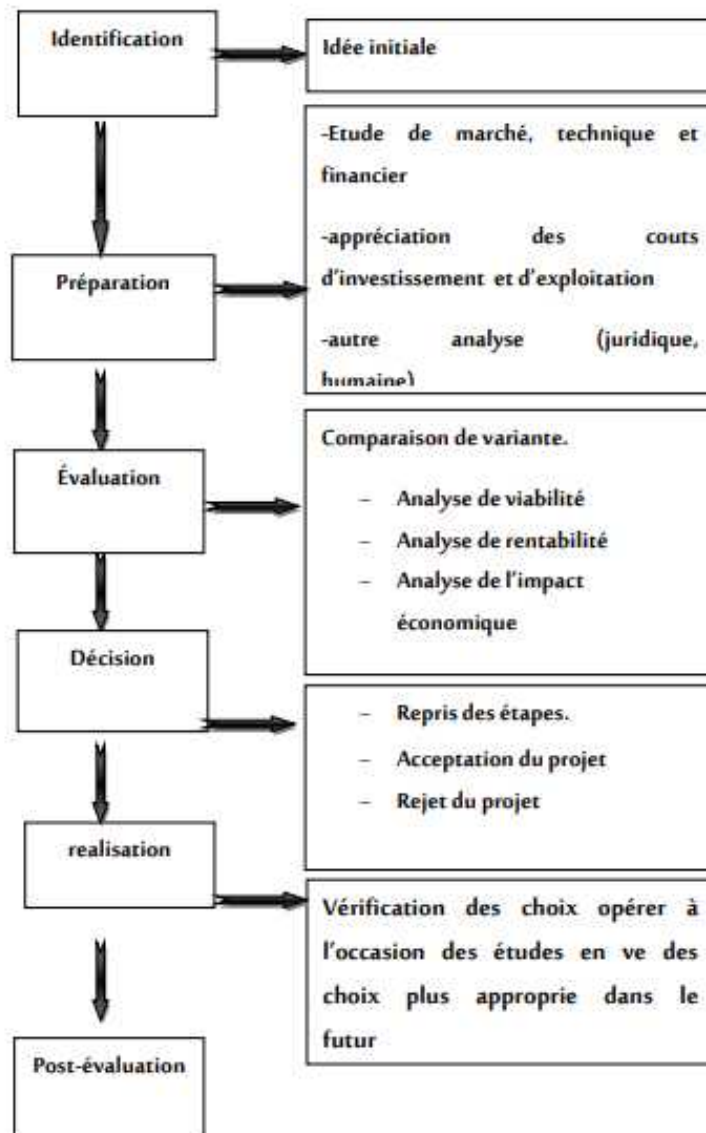 Identification
Idée initiale
-Etude de marché, technique et
financier
-appréciation des couts
d'investissement et d'exploitation
-autre analyse (juridique,
humaine)
Préparation
Comparaison de variante.
– Analyse de viabilité
– Analyse de rentabilité
– Analyse de l'impact
économique
Évaluation
Décision
– Repris des étapes.
– Acceptation du projet
– Rejet du projet
realisation
Vérification des choix opérer à
l'occasion des études en ve des
choix plus approprie dans le
futur
Post-évaluation